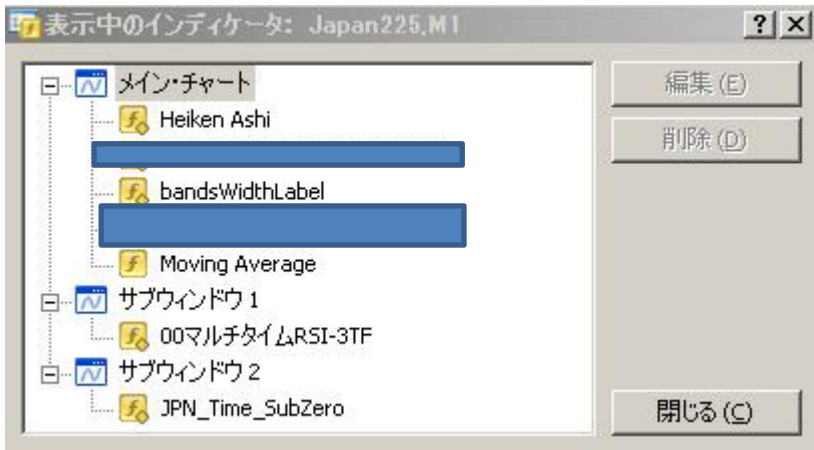 表示中のインディケータ: Japan225,M1
メイン・チャート
編集(E)
Heiken Ashi
削除(D)
bandsWidthLabel
Moving Average
サブウィンドウ 1
00マルチタイムRSI-3TF
サブウィンドウ 2
JPN_Time_SubZero
閉じる(C)